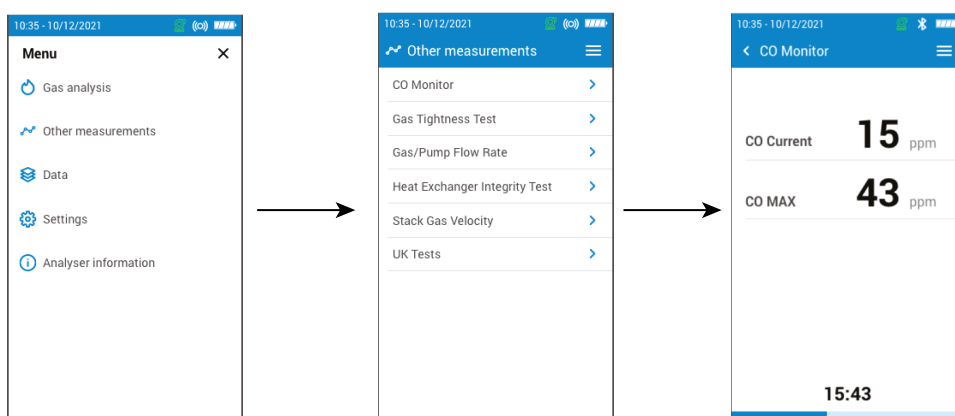 10:35 - 10/12/2021
Menu
Gas analysis
Other measurements
Data
Settings
Analyser information
10:35 - 10/12/2021
Other measurements
CO Monitor
Gas Tightness Test
Gas/Pump Flow Rate
Heat Exchanger Integrity Test
Stack Gas Velocity
UK Tests
10:35 - 10/12/2021
CO Monitor
CO Current 15 ppm
CO MAX 43 ppm
15:43